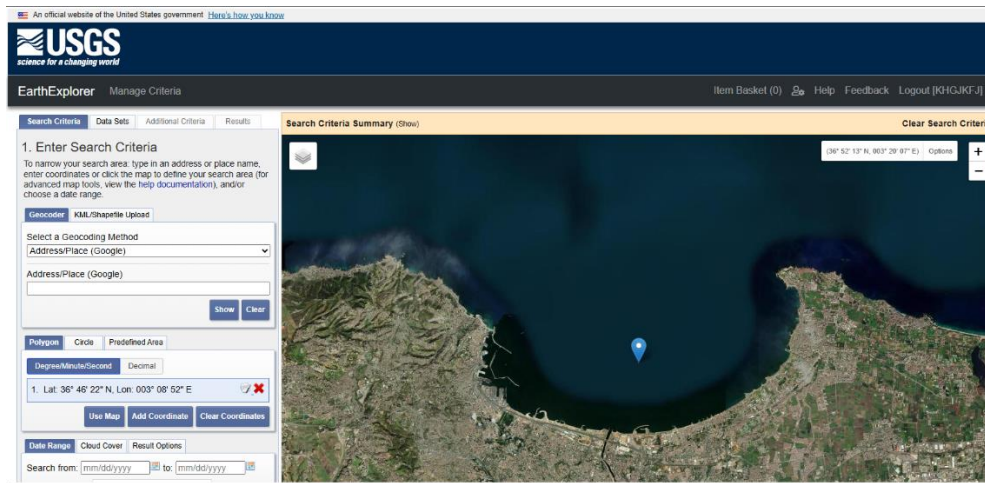 An official website of the United States government Here's how you know
USGS
science for a changing world
EarthExplorer Manage Criteria
Item Basket (0) Help Feedback Logout [KHGJKFJ]
Search Criteria Data Sets Additional Criteria Results
Search Criteria Summary (Show)
Clear Search Criteri
1. Enter Search Criteria
To narrow your search area: type in an address or place name,
enter coordinates or click the map to define your search area (for
advanced map tools, view the help documentation), and/or
choose a date range.
Geocoder KML/Shapefile Upload
Select a Geocoding Method
Address/Place (Google)
Address/Place (Google)
Show Clear
Polygon Circle Predefined Area
Degree/Minute/Second Decimal
1. Lat: 36° 46' 22" N, Lon: 003° 08' 52" E
Use Map Add Coordinate Clear Coordinates
Date Range Cloud Cover Result Options
Search from: mm/dd/yyyy to: mm/dd/yyyy
(36° 52' 13" N, 003° 20' 07" E) Options
+
−